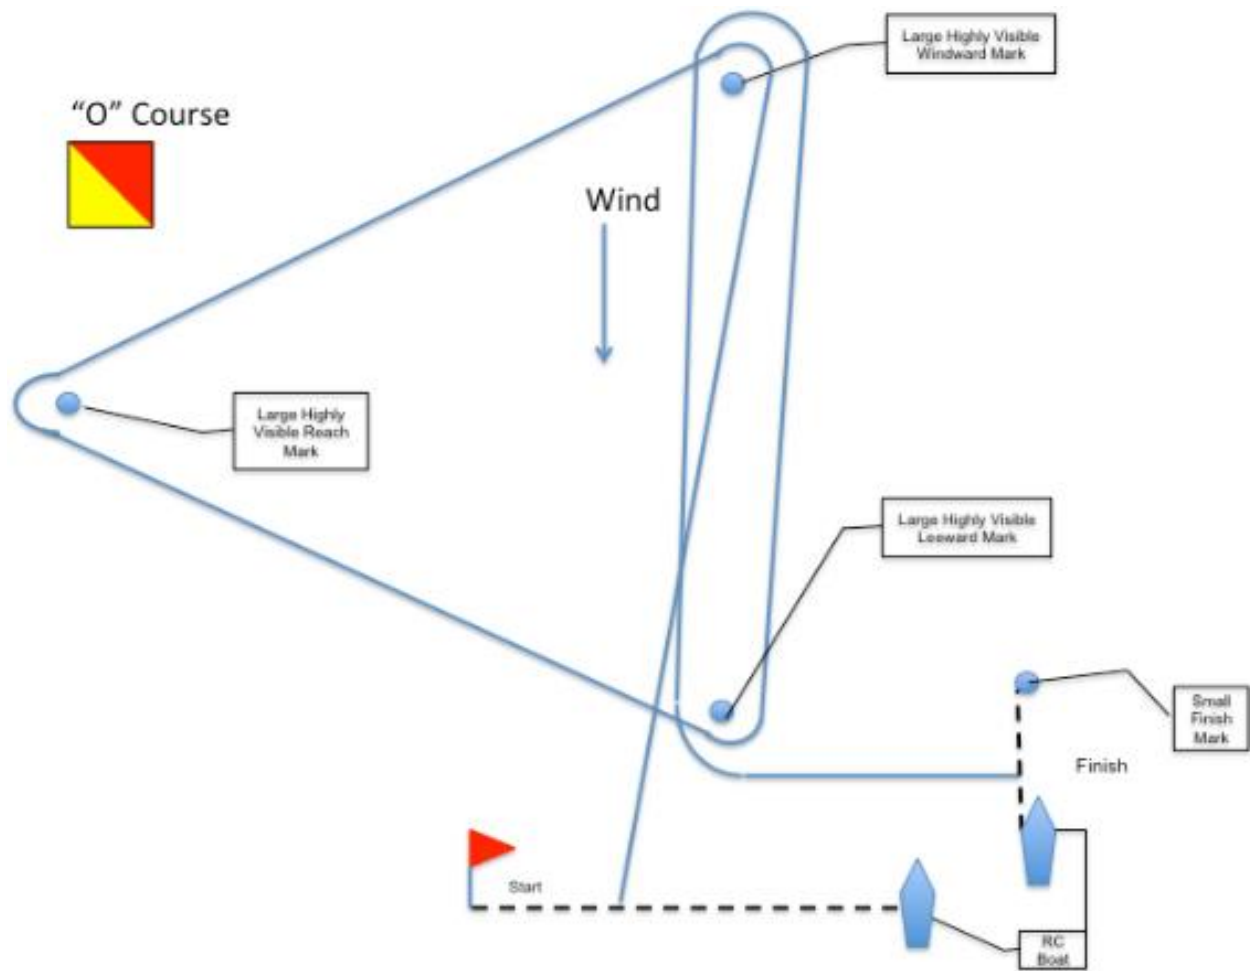 Large Highly Visible
Windward Mark
“O” Course
Wind
Large Highly
Visible Reach
Mark
Large Highly Visible
Leeward Mark
Small
Finish
Mark
Finish
Start
RC
Boat